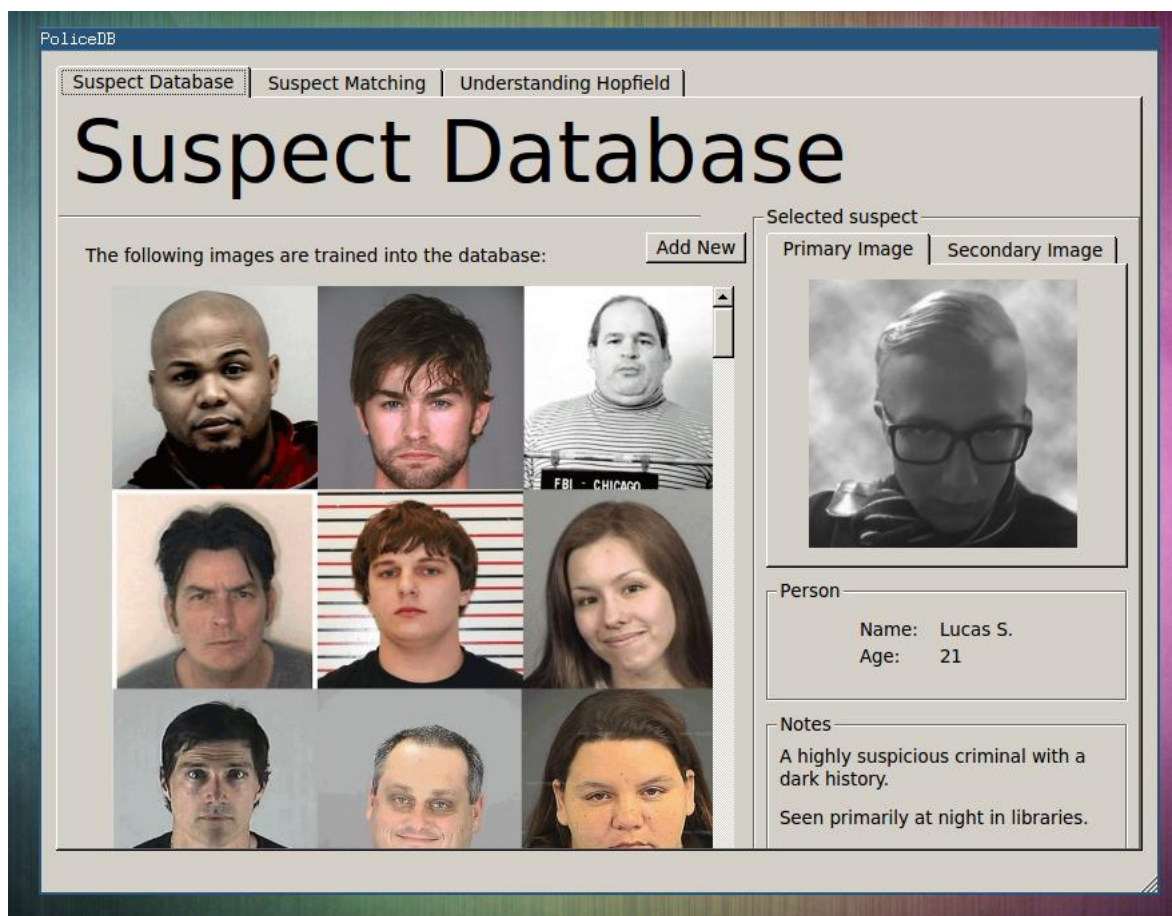 PoliceDB
Suspect Database
Suspect Matching
Understanding Hopfield
Suspect Database
The following images are trained into the database:
Add New
FBI - CHICAGO
Selected suspect
Primary Image
Secondary Image
Person
Name: Lucas S.
Age: 21
Notes
A highly suspicious criminal with a
dark history.
Seen primarily at night in libraries.